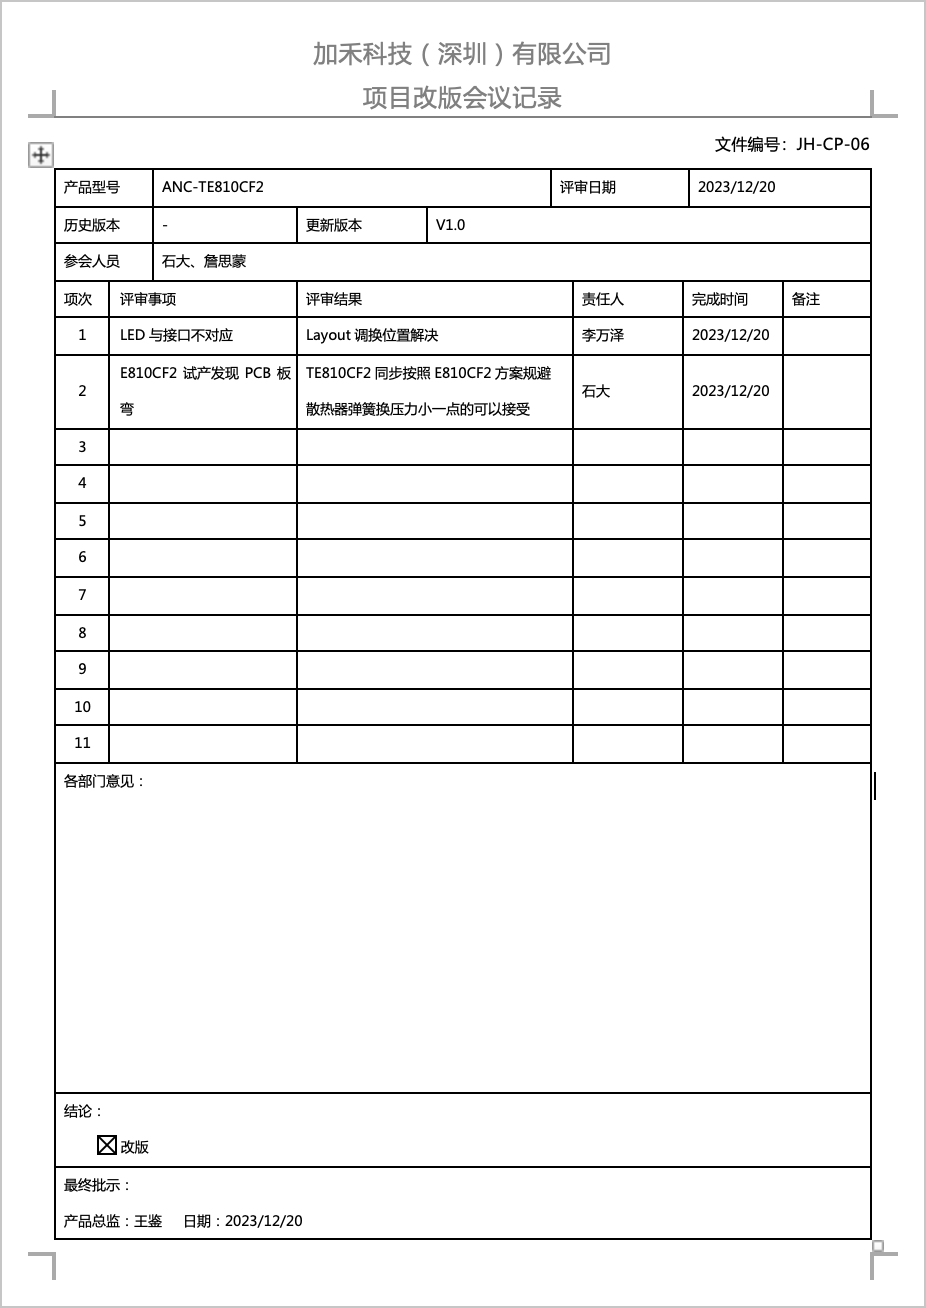 加禾科技（深圳）有限公司
项目改版会议记录
文件编号：JH-CP-06
产品型号 ANC-TE810CF2 评审日期 2023/12/20
历史版本 - 更新版本 V1.0
参会人员 石大、詹思蒙
项次 评审事项 评审结果 责任人 完成时间 备注
1 LED 与接口不对应 Layout 调换位置解决 李万泽 2023/12/20
2 E810CF2 试产发现 PCB 板 TE810CF2 同步按照 E810CF2 方案规避 石大 2023/12/20
弯 散热器弹簧换压力小一点的可以接受
3
4
5
6
7
8
9
10
11
各部门意见：
结论：
☒改版
最终批示：
产品总监：王鉴 日期：2023/12/20